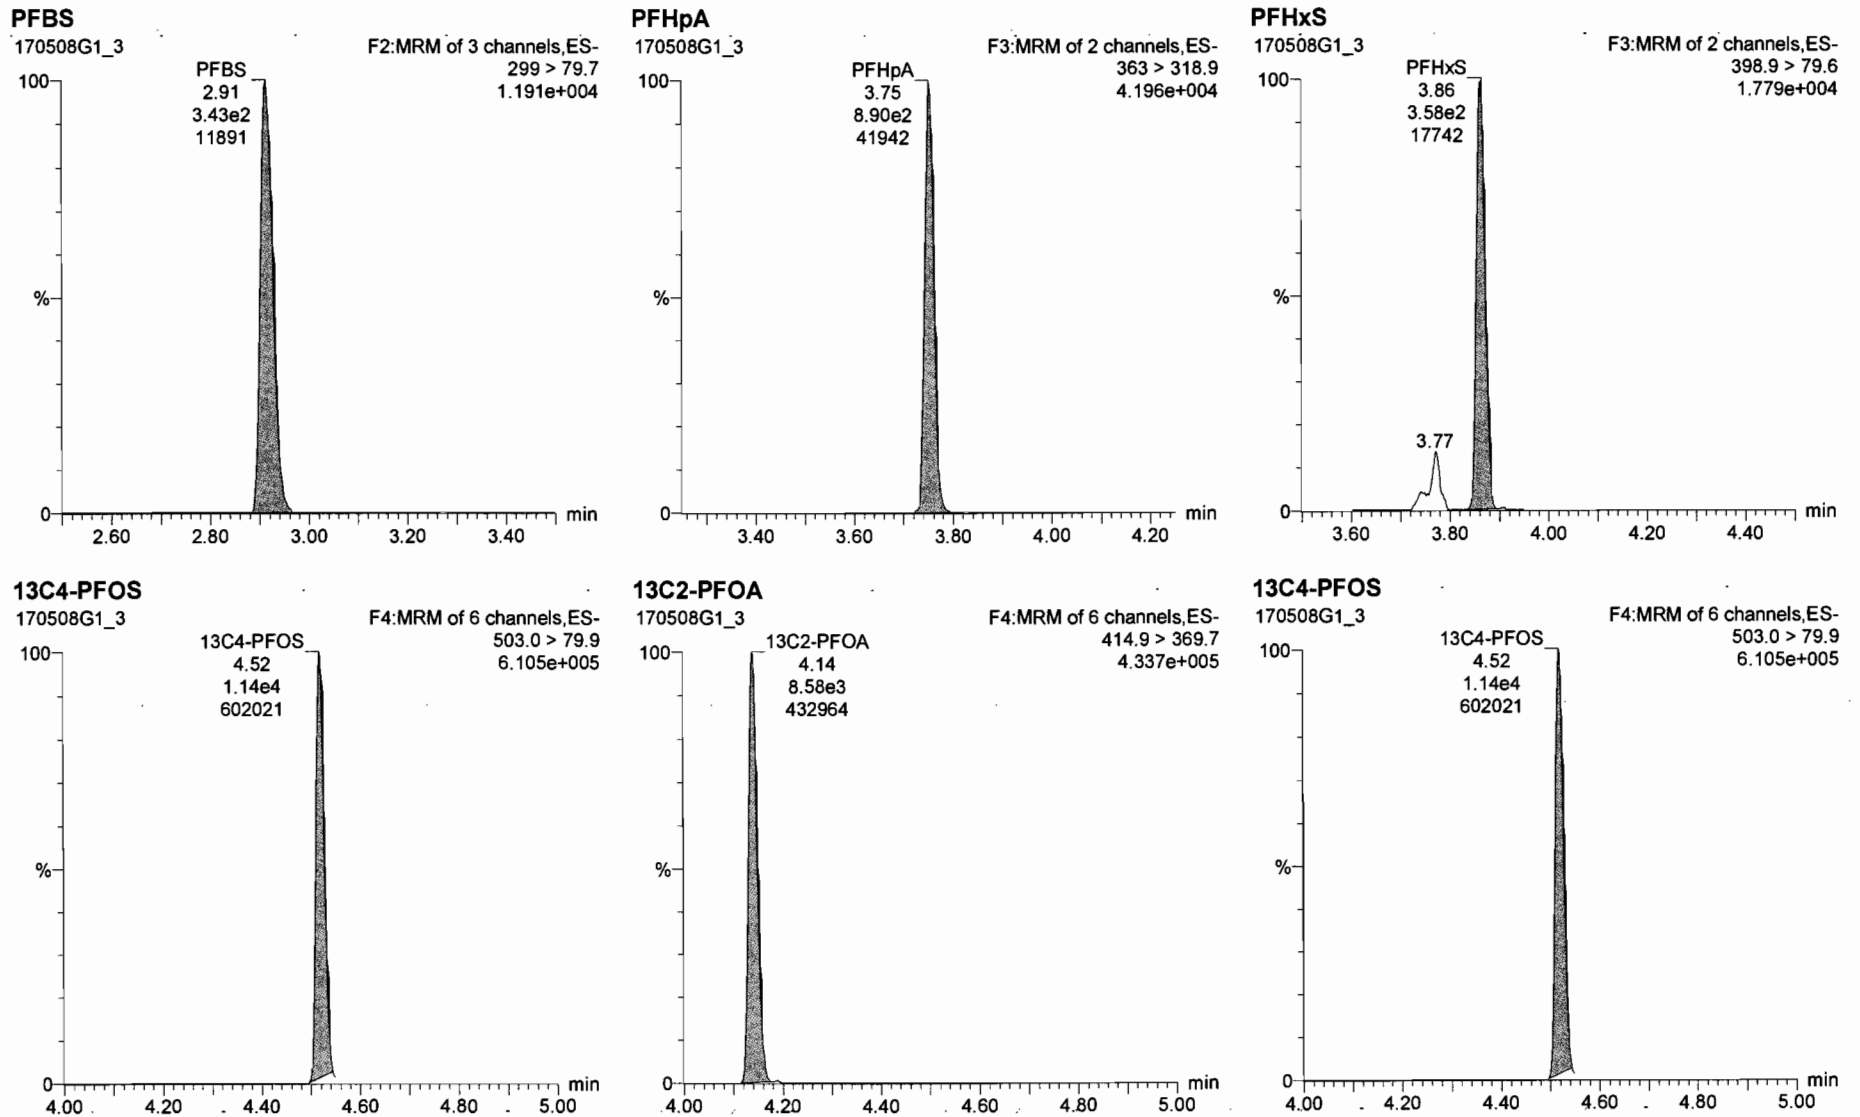 PFBS
170508G1_3
F2:MRM of 3 channels,ES-
299 > 79.7
1.191e+004
PFBS
2.91
3.43e2
11891
100
%
0
min
2.60 2.80 3.00 3.20 3.40
PFHpA
170508G1_3
F3:MRM of 2 channels,ES-
363 > 318.9
4.196e+004
PFHpA
3.75
8.90e2
41942
100
%
0
min
3.40 3.60 3.80 4.00 4.20
PFHxS
170508G1_3
F3:MRM of 2 channels,ES-
398.9 > 79.6
1.779e+004
PFHxS
3.86
3.58e2
17742
100
%
3.77
0
min
3.60 3.80 4.00 4.20 4.40
13C4-PFOS
170508G1_3
F4:MRM of 6 channels,ES-
503.0 > 79.9
6.105e+005
13C4-PFOS
4.52
1.14e4
602021
100
%
0
min
4.00 4.20 4.40 4.60 4.80 5.00
13C2-PFOA
170508G1_3
F4:MRM of 6 channels,ES-
414.9 > 369.7
4.337e+005
13C2-PFOA
4.14
8.58e3
432964
100
%
0
min
4.00 4.20 4.40 4.60 4.80 5.00
13C4-PFOS
170508G1_3
F4:MRM of 6 channels,ES-
503.0 > 79.9
6.105e+005
13C4-PFOS
4.52
1.14e4
602021
100
%
0
min
4.00 4.20 4.40 4.60 4.80 5.00